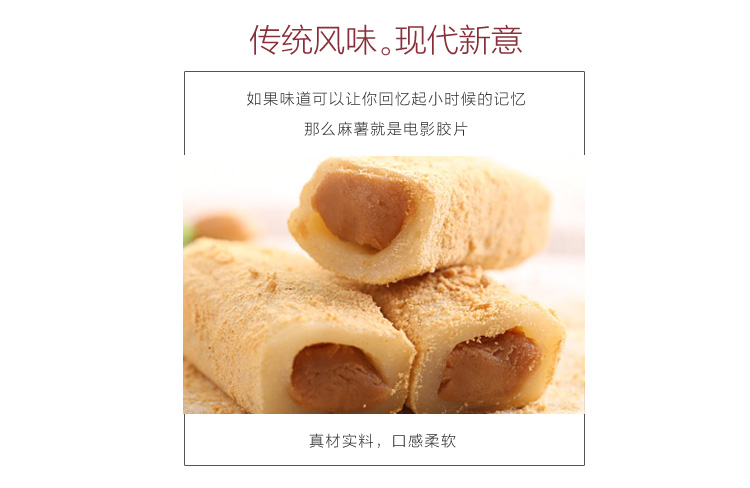 传统风味。现代新意
如果味道可以让你回忆起小时候的记忆
那么麻薯就是电影胶片
真材实料，口感柔软